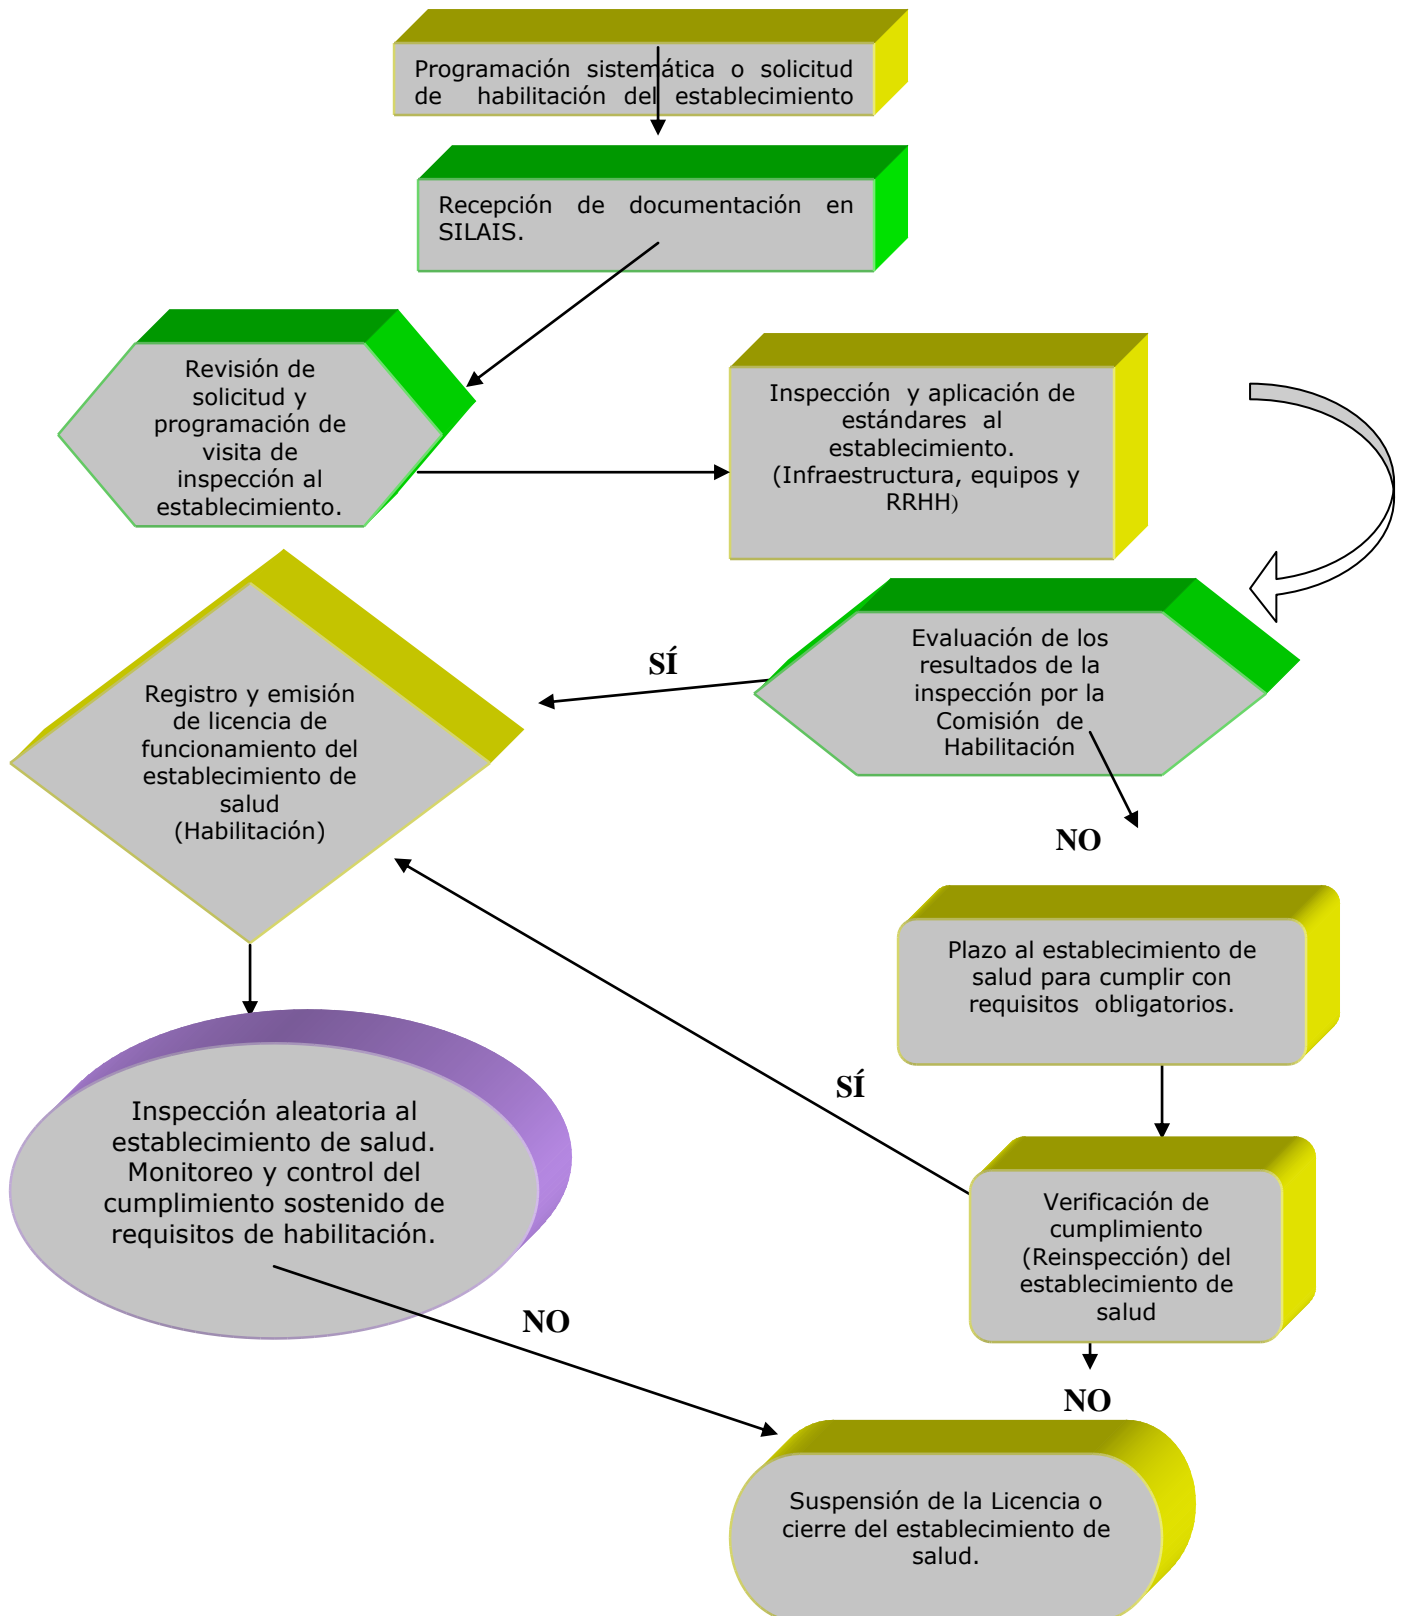 Programación sistemática o solicitud
de habilitación del establecimiento
Recepción de documentación en
SILAIS.
Revisión de
solicitud y
programación de
visita de
inspección al
establecimiento.
Inspección y aplicación de
estándares al
establecimiento.
(Infraestructura, equipos y
RRHH)
Evaluación de los
resultados de la
inspección por la
Comisión de
Habilitación
SÍ
Registro y emisión
de licencia de
funcionamiento del
establecimiento de
salud
(Habilitación)
NO
Plazo al establecimiento de
salud para cumplir con
requisitos obligatorios.
SÍ
Inspección aleatoria al
establecimiento de salud.
Monitoreo y control del
cumplimiento sostenido de
requisitos de habilitación.
Verificación de
cumplimiento
(Reinspección) del
establecimiento de
salud
NO
NO
Suspensión de la Licencia o
cierre del establecimiento de
salud.